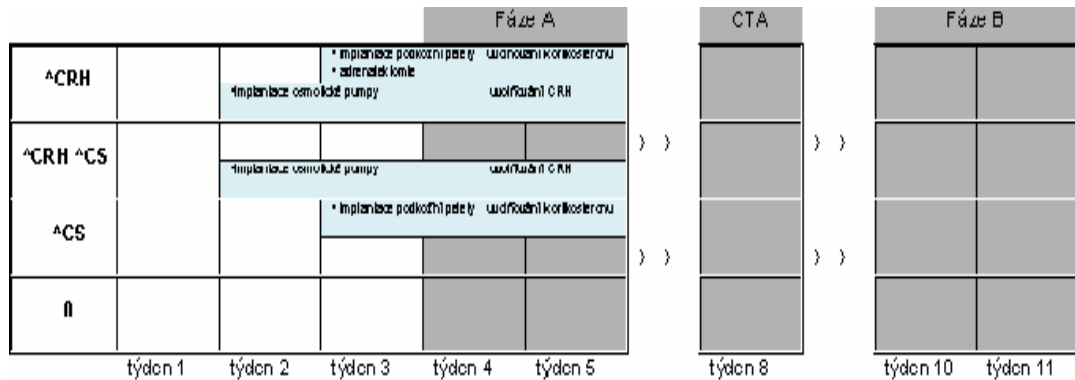 Fáze A CTA Fáze B
^CRH
• implantace podkožní pelety uvolňování kortikosteronu
• adrenalektomie
•implantace osmotické pumpy uvolňování CRH
^CRH ^CS
•implantace osmotické pumpy uvolňování CRH
^CS
• implantace podkožní pelety uvolňování kortikosteronu
týden 1 týden 2 týden 3 týden 4 týden 5 týden 8 týden 10 týden 11